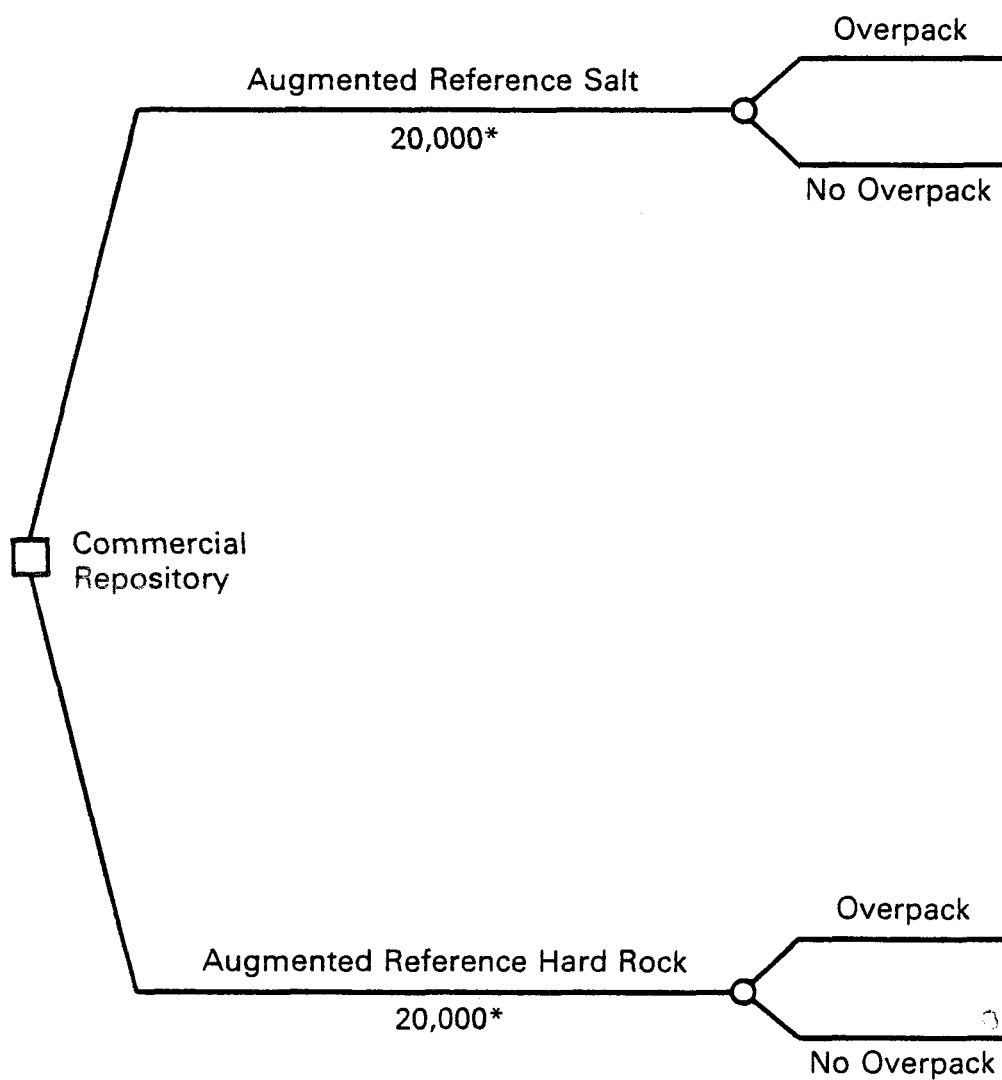 Overpack
Augmented Reference Salt
20,000*
No Overpack
Commercial
Repository
Overpack
Augmented Reference Hard Rock
20,000*
No Overpack